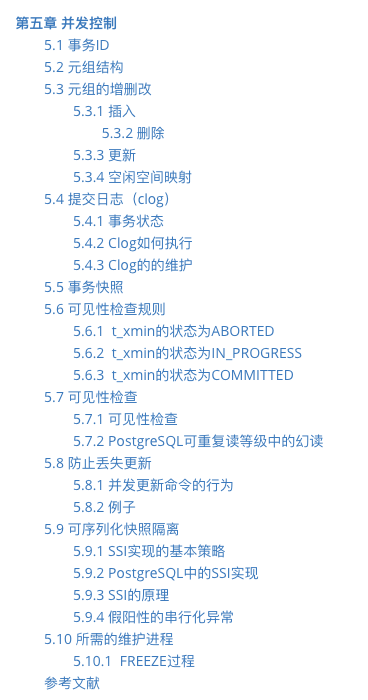 第五章 并发控制
5.1 事务ID
5.2 元组结构
5.3 元组的增删改
5.3.1 插入
5.3.2 删除
5.3.3 更新
5.3.4 空闲空间映射
5.4 提交日志（clog）
5.4.1 事务状态
5.4.2 Clog如何执行
5.4.3 Clog的的维护
5.5 事务快照
5.6 可见性检查规则
5.6.1 t_xmin的状态为ABORTED
5.6.2 t_xmin的状态为IN_PROGRESS
5.6.3 t_xmin的状态为COMMITTED
5.7 可见性检查
5.7.1 可见性检查
5.7.2 PostgreSQL可重复读等级中的幻读
5.8 防止丢失更新
5.8.1 并发更新命令的行为
5.8.2 例子
5.9 可序列化快照隔离
5.9.1 SSI实现的基本策略
5.9.2 PostgreSQL中的SSI实现
5.9.3 SSI的原理
5.9.4 假阳性的串行化异常
5.10 所需的维护进程
5.10.1 FREEZE过程
参考文献